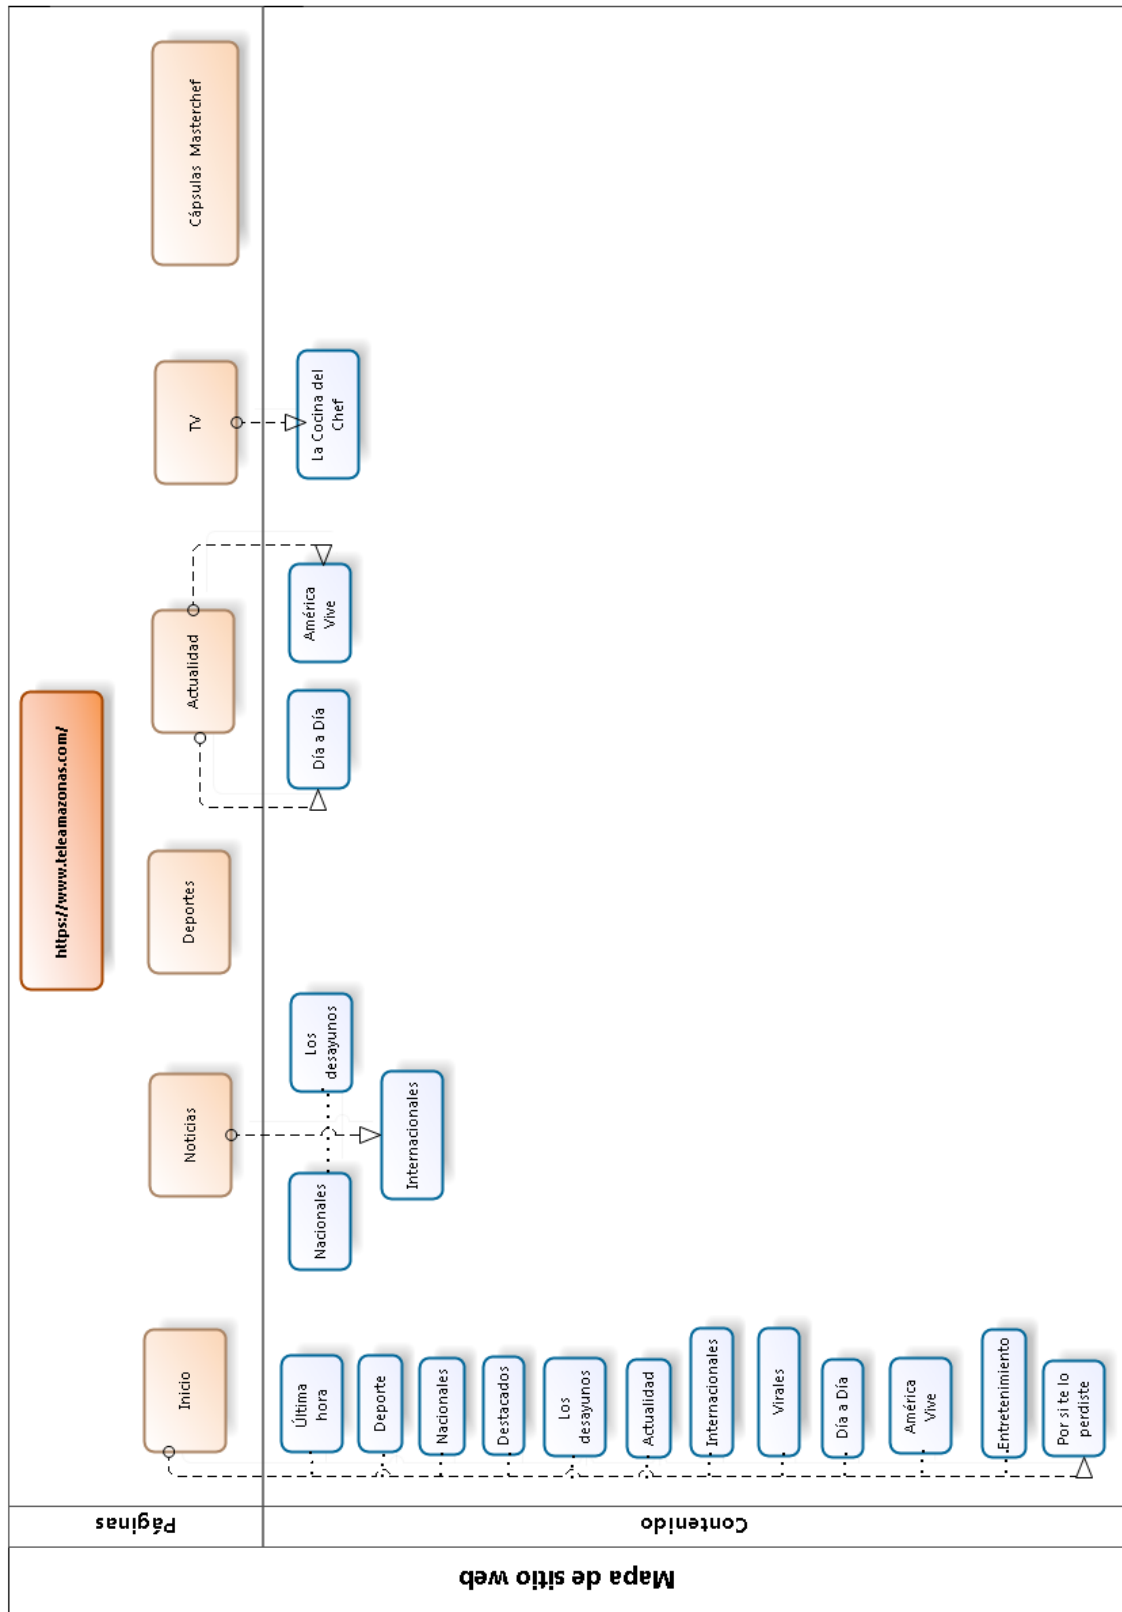 Mapa de sitio web
Páginas
https://www.teleamazonas.com/
Inicio
Noticias
Deportes
Actualidad
TV
Cápsulas Masterchef
Contenido
Última
hora
Deporte
Nacionales
Destacados
Los
desayunos
Actualidad
Internacionales
Virales
Día a Día
América
Vive
Entretenimiento
Por si te lo
perdiste
Nacionales
Los
desayunos
Internacionales
Día a Día
América
Vive
La Cocina del
Chef